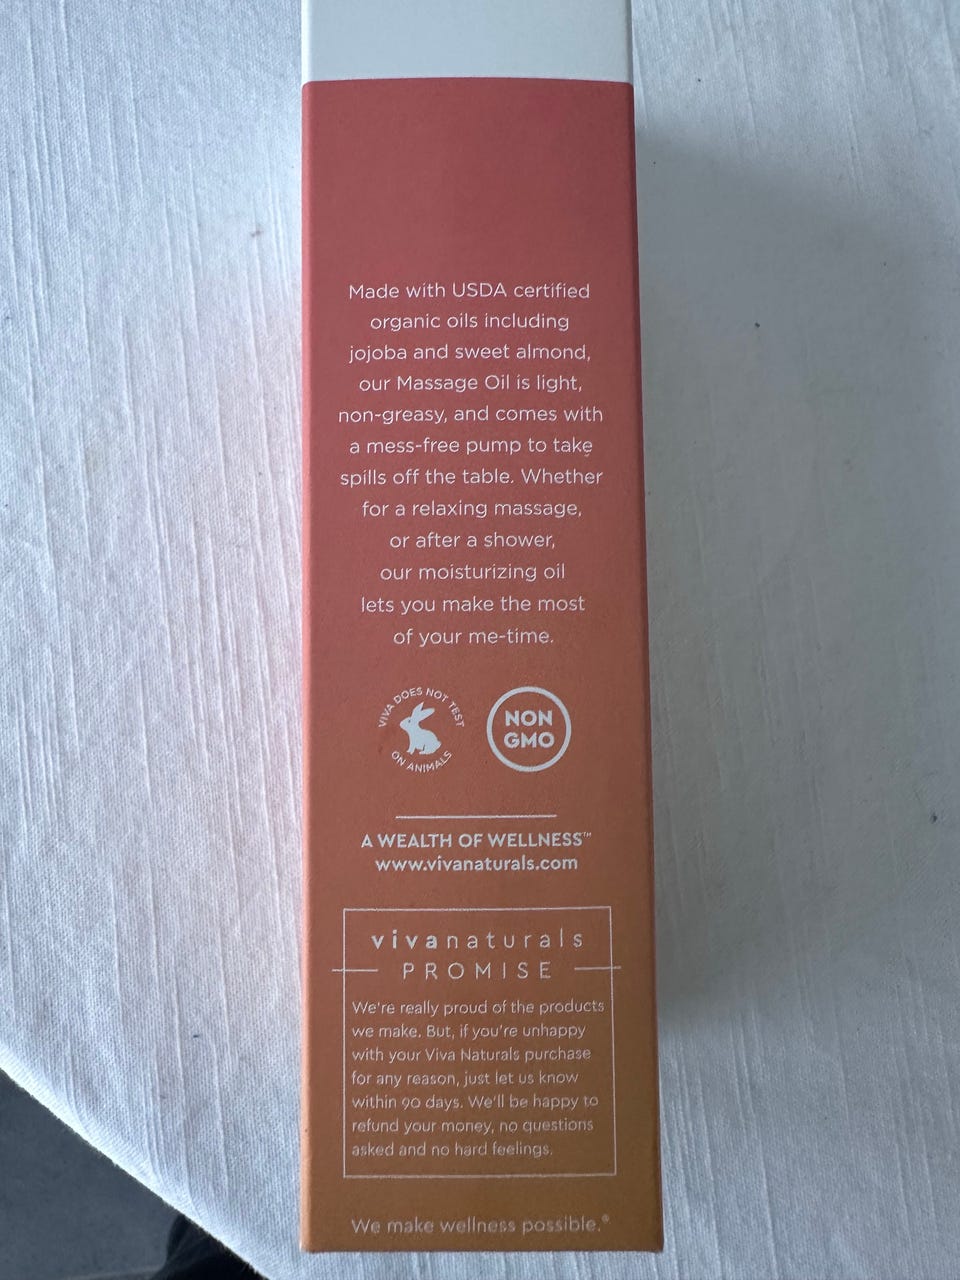 Made with USDA certified
organic oils including
jojoba and sweet almond,
our Massage Oil is light,
non-greasy, and comes with
a mess-free pump to take
spills off the table. Whether
for a relaxing massage,
or after a shower,
our moisturizing oil
lets you make the most
of your me-time.
VIVA DOES NOT TEST
ON ANIMALS
NON
GMO
A WEALTH OF WELLNESS™
www.vivanaturals.com
vivanaturals
PROMISE
We're really proud of the products
we make. But, if you're unhappy
with your Viva Naturals purchase
for any reason, just let us know
within 90 days. We'll be happy to
refund your money, no questions
asked and no hard feelings.
We make wellness possible.®